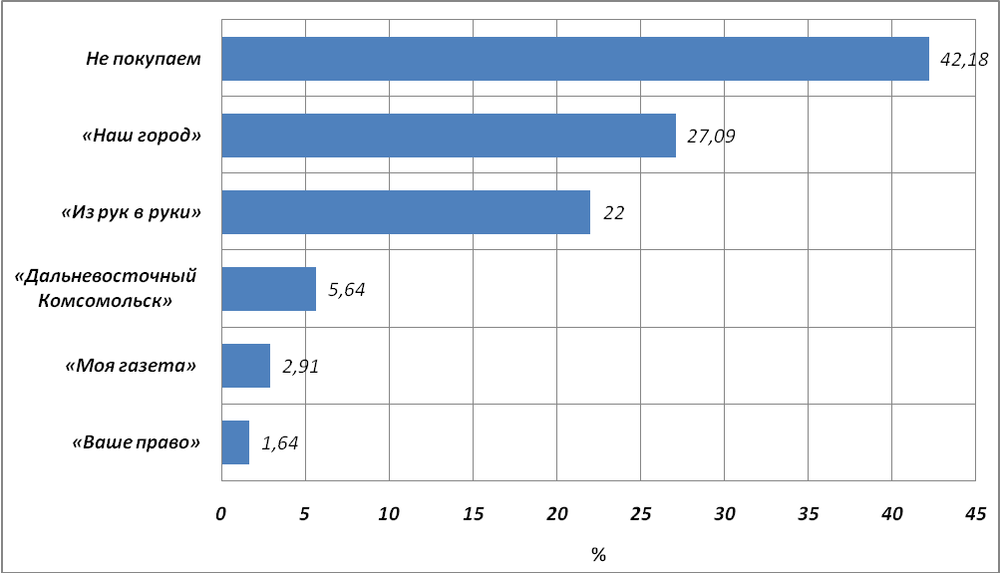 Не покупаем
42,18
«Наш город»
27,09
«Из рук в руки»
22
«Дальневосточный
Комсомольск»
5,64
«Моя газета»
2,91
«Ваше право»
1,64
0 5 10 15 20 25 30 35 40 45
%